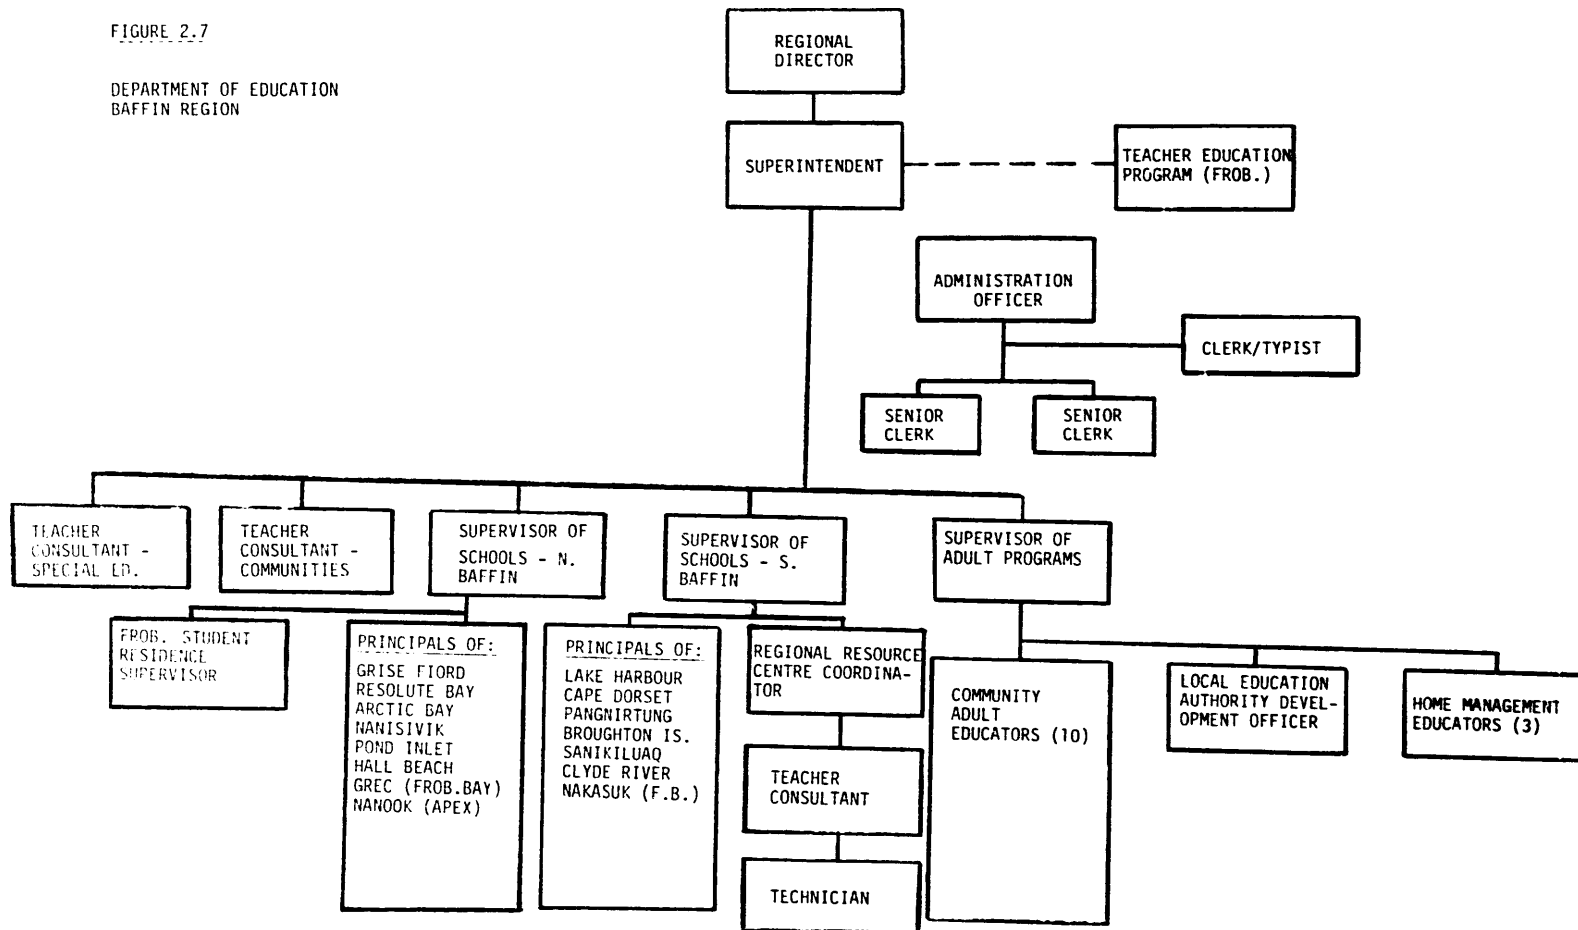 FIGURE 2.7
DEPARTMENT OF EDUCATION
BAFFIN REGION
REGIONAL
DIRECTOR
SUPERINTENDENT
TEACHER EDUCATION
PROGRAM (FROB.)
ADMINISTRATION
OFFICER
CLERK/TYPIST
SENIOR
CLERK
SENIOR
CLERK
TEACHER
CONSULTANT -
SPECIAL ED.
TEACHER
CONSULTANT -
COMMUNITIES
SUPERVISOR OF
SCHOOLS - N.
BAFFIN
SUPERVISOR OF
SCHOOLS - S.
BAFFIN
SUPERVISOR OF
ADULT PROGRAMS
FROB. STUDENT
RESIDENCE
SUPERVISOR
PRINCIPALS OF:
GRISE FIORD
RESOLUTE BAY
ARCTIC BAY
NANISIVIK
POND INLET
HALL BEACH
GREC (FROB.BAY)
NANOOK (APEX)
PRINCIPALS OF:
LAKE HARBOUR
CAPE DORSET
PANGNIRTUNG
BROUGHTON IS.
SANIKILUAQ
CLYDE RIVER
NAKASUK (F.B.)
REGIONAL RESOURCE
CENTRE COORDINA-
TOR
TEACHER
CONSULTANT
TECHNICIAN
COMMUNITY
ADULT
EDUCATORS (10)
LOCAL EDUCATION
AUTHORITY DEVEL-
OPMENT OFFICER
HOME MANAGEMENT
EDUCATORS (3)